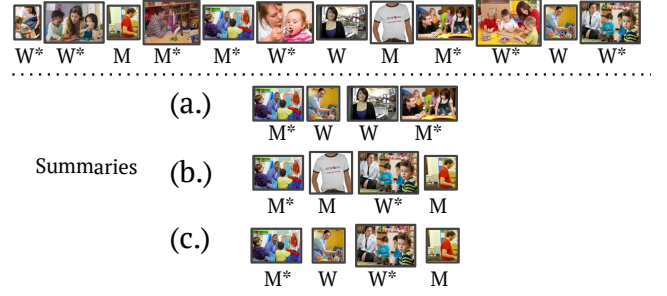 W* W* M M* M* W* W M M* W* W W*
(a.)
M* W W M*
Summaries (b.)
M* M W* M
(c.)
M* W W* M